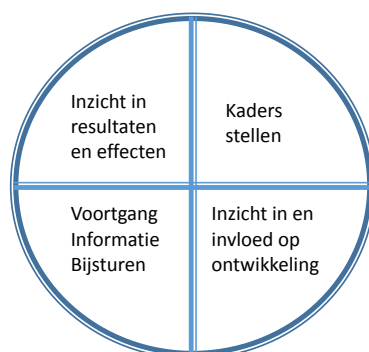 Inzicht in
resultaten
en effecten
Kaders
stellen
Voortgang
Informatie
Bijsturen
Inzicht in en
invloed op
ontwikkeling